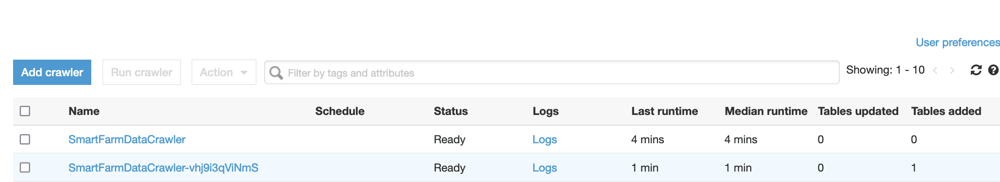 User preferences
Add crawler Run crawler Action Filter by tags and attributes Showing: 1 - 10
Name Schedule Status Logs Last runtime Median runtime Tables updated Tables added
SmartFarmDataCrawler Ready Logs 4 mins 4 mins 0 0
SmartFarmDataCrawler-vhj9i3qViNmS Ready Logs 1 min 1 min 0 1